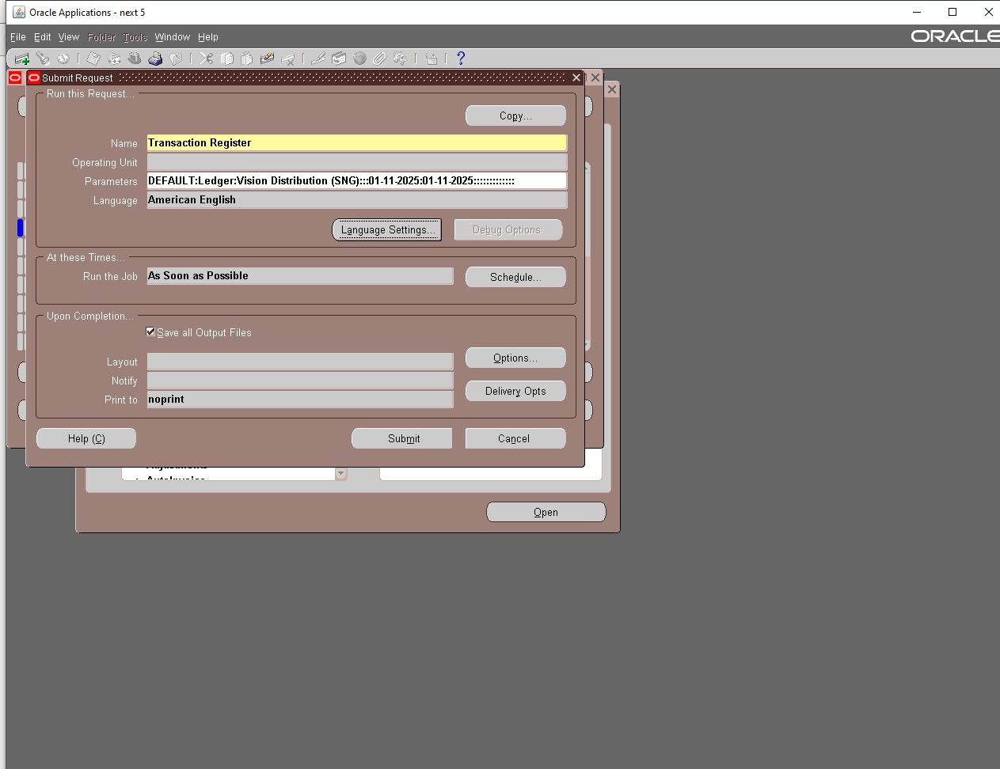 Oracle Applications - next 5
File Edit View Folder Tools Window Help
ORACLE
Submit Request
Run this Request...
Copy...
Name Transaction Register
Operating Unit
Parameters DEFAULT:Ledger:Vision Distribution (SNG):::01-11-2025:01-11-2025:::::::::::::
Language American English
Language Settings... Debug Options
At these Times...
Run the Job As Soon as Possible Schedule...
Upon Completion...
Save all Output Files
Layout Options...
Notify
Delivery Opts
Print to noprint
Help (C) Submit Cancel
Adjustments
AutoInvoice
Open